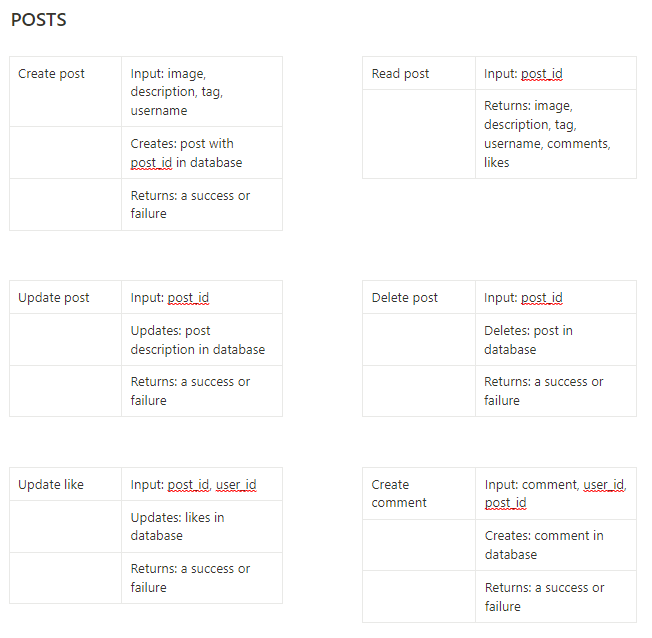 POSTS
Create post
Input: image,
description, tag,
username
Creates: post with
post_id in database
Returns: a success or
failure
Read post
Input: post_id
Returns: image,
description, tag,
username, comments,
likes
Update post
Input: post_id
Updates: post
description in database
Returns: a success or
failure
Delete post
Input: post_id
Deletes: post in
database
Returns: a success or
failure
Update like
Input: post_id, user_id
Updates: likes in
database
Returns: a success or
failure
Create
comment
Input: comment, user_id,
post_id
Creates: comment in
database
Returns: a success or
failure